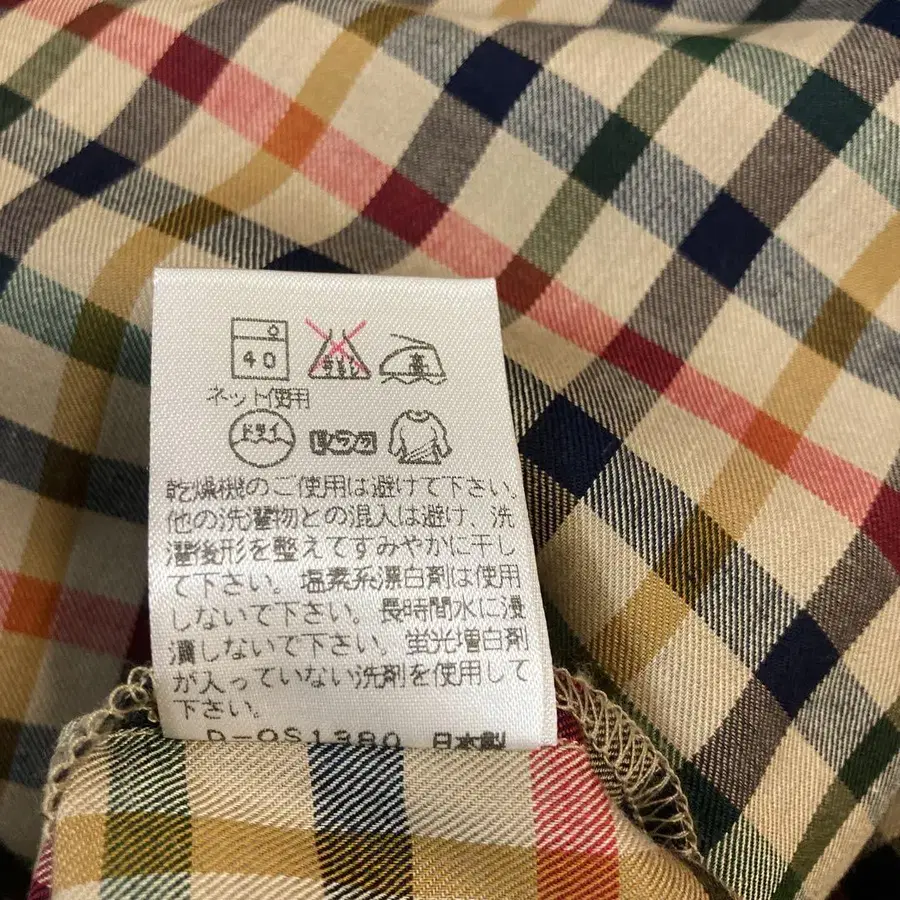 40
エンソ
高
ネット使用
ドライ
乾燥機のご使用は避けて下さい。
他の洗濯物との混入は避け、洗
濯後形を整えてすみやかに干し
て下さい。塩素系漂白剤は使用
しないで下さい。長時間水に浸
漬しないで下さい。蛍光増白剤
が入っていない洗剤を使用して
下さい。
D-QS1380 日本製